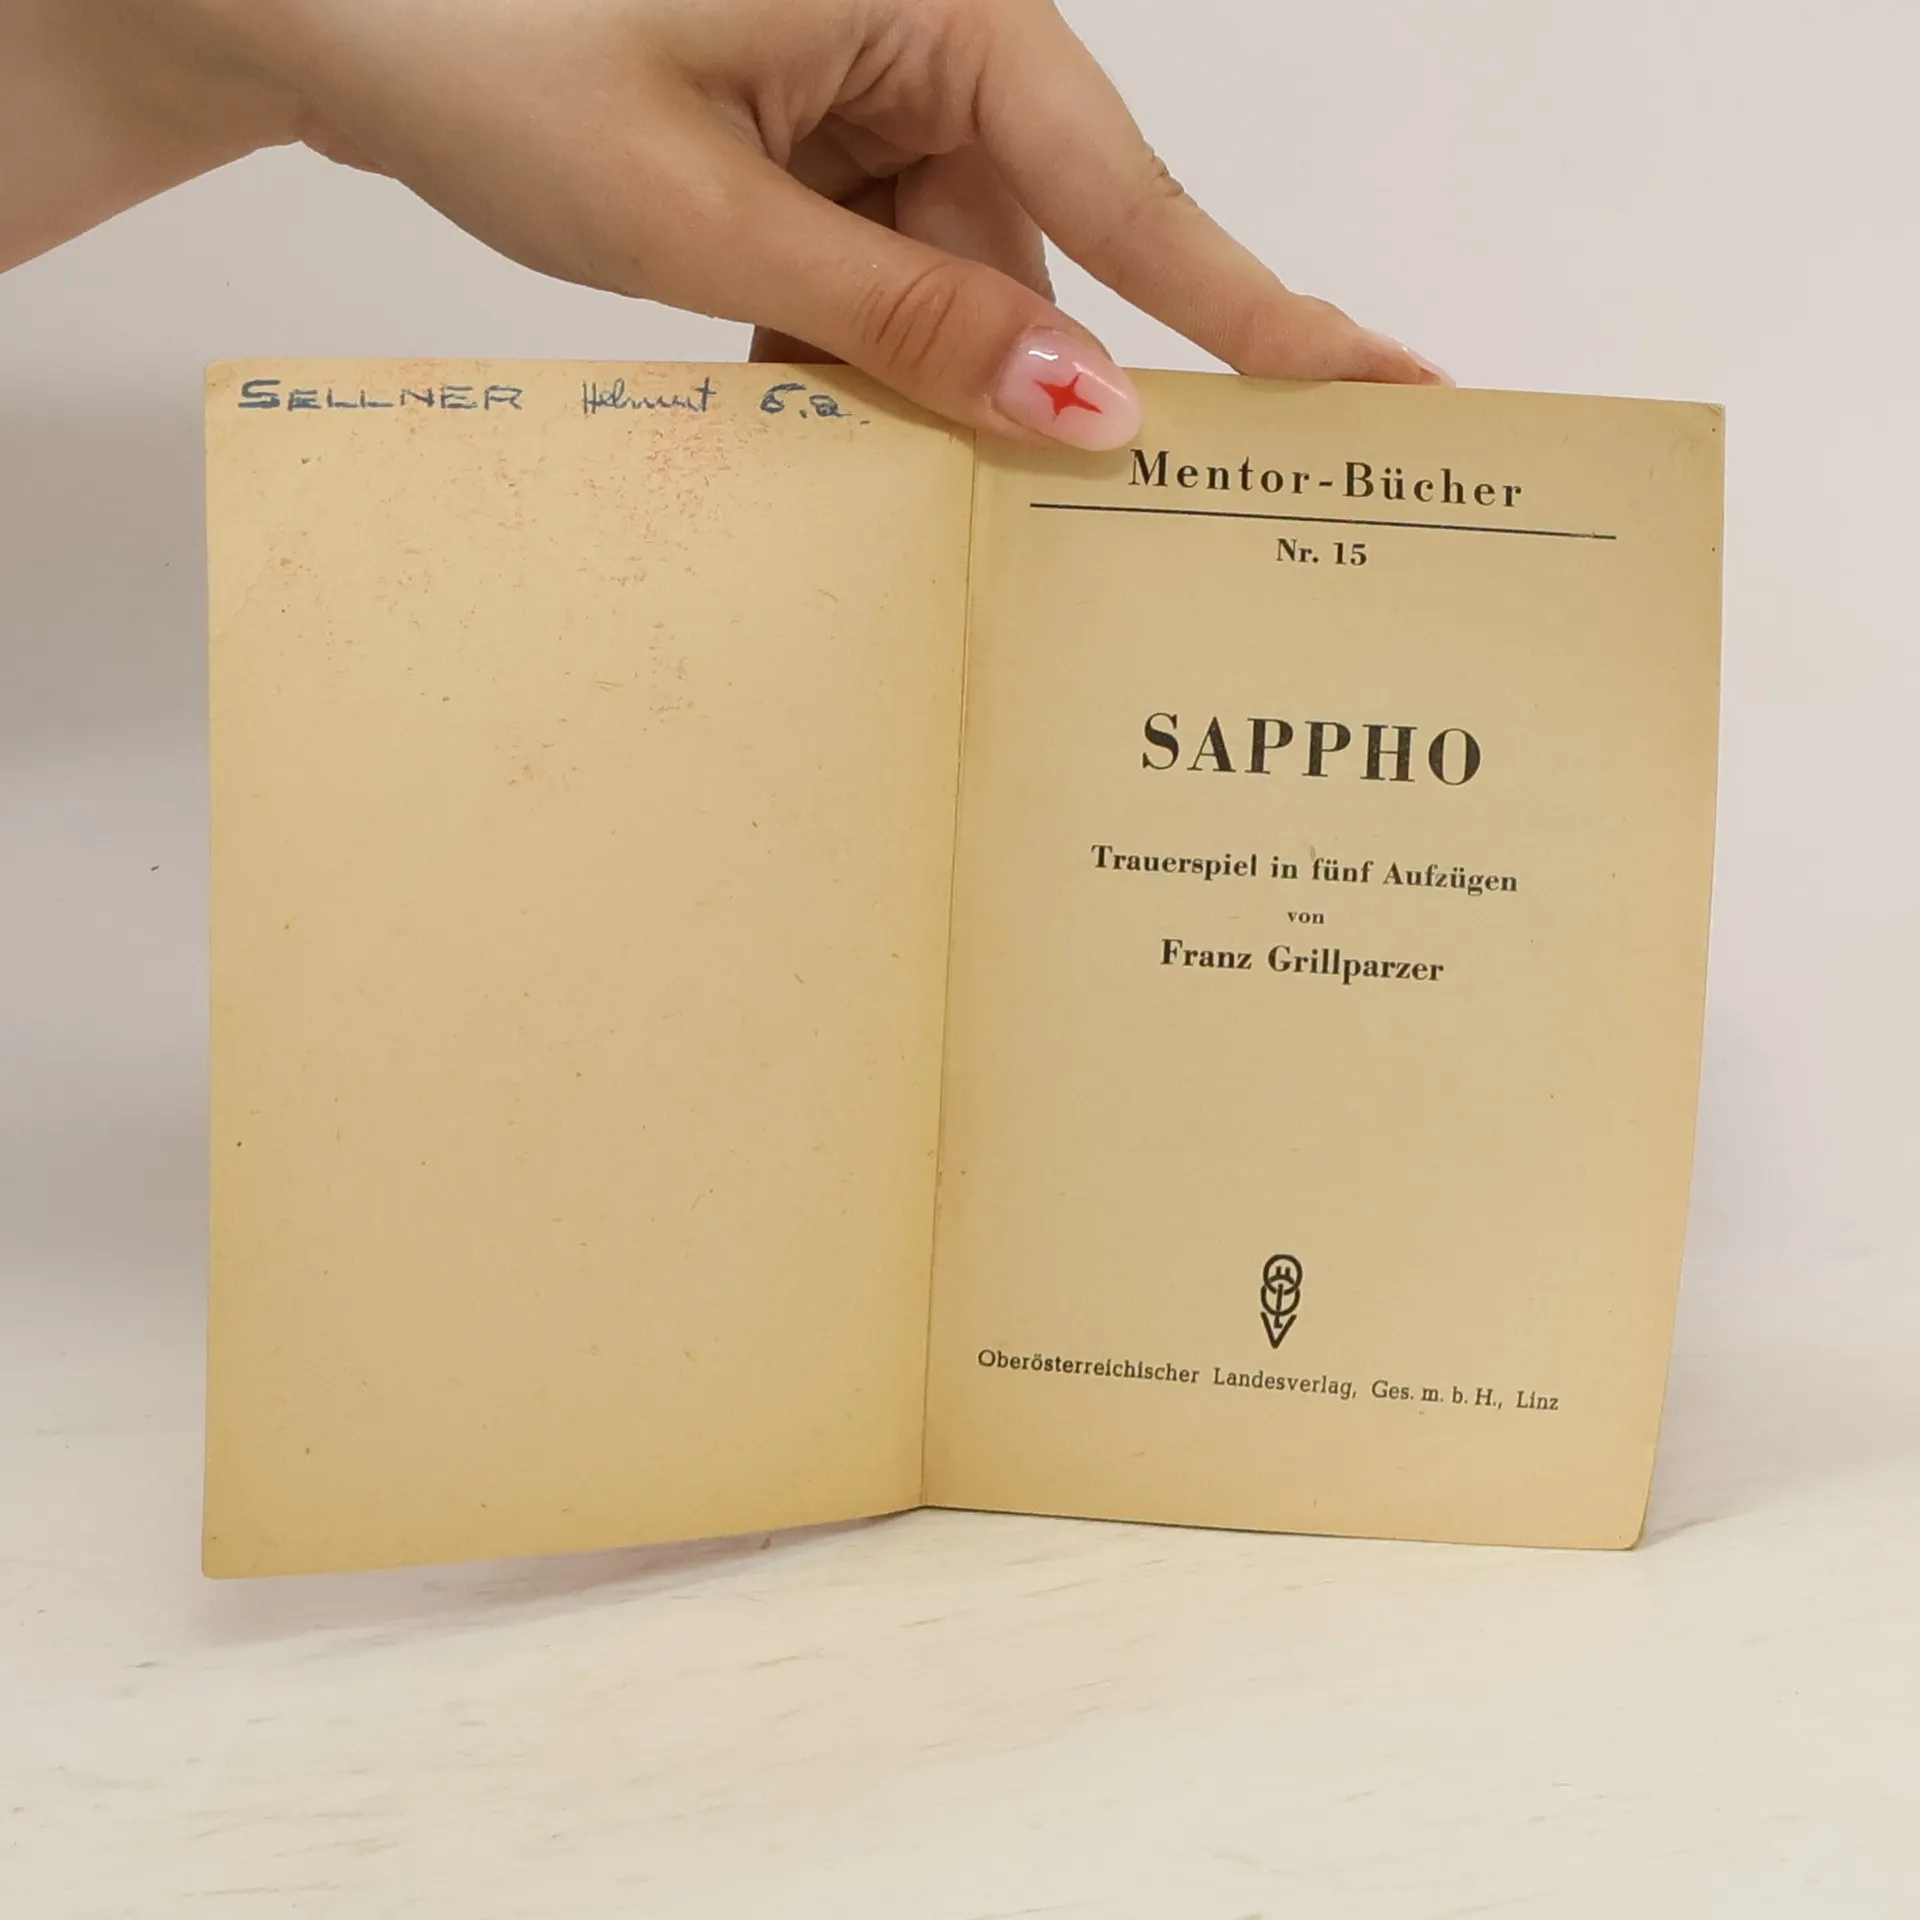 SELLNER Helmut 6.a.
Mentor-Bücher
Nr. 15
SAPPHO
Trauerspiel in fünf Aufzügen
von
Franz Grillparzer
Oberösterreichischer Landesverlag, Ges. m. b. H., Linz